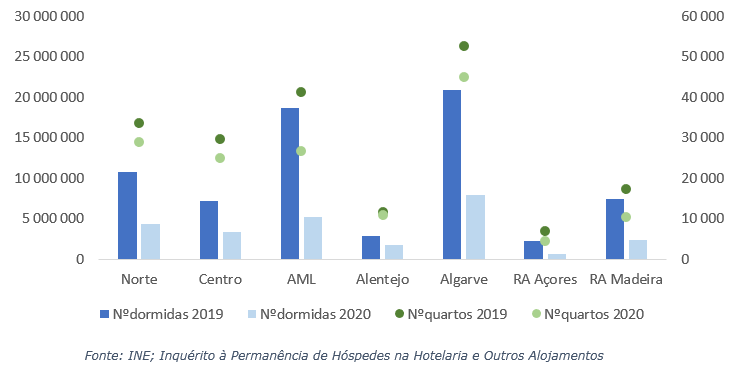 30 000 000 60 000
25 000 000 50 000
20 000 000 40 000
15 000 000 30 000
10 000 000 20 000
5 000 000 10 000
0 0
Norte Centro AML Alentejo Algarve RA Açores RA Madeira
Nºdormidas 2019 Nºdormidas 2020 Nºquartos 2019 Nºquartos 2020
Fonte: INE; Inquérito à Permanência de Hóspedes na Hotelaria e Outros Alojamentos